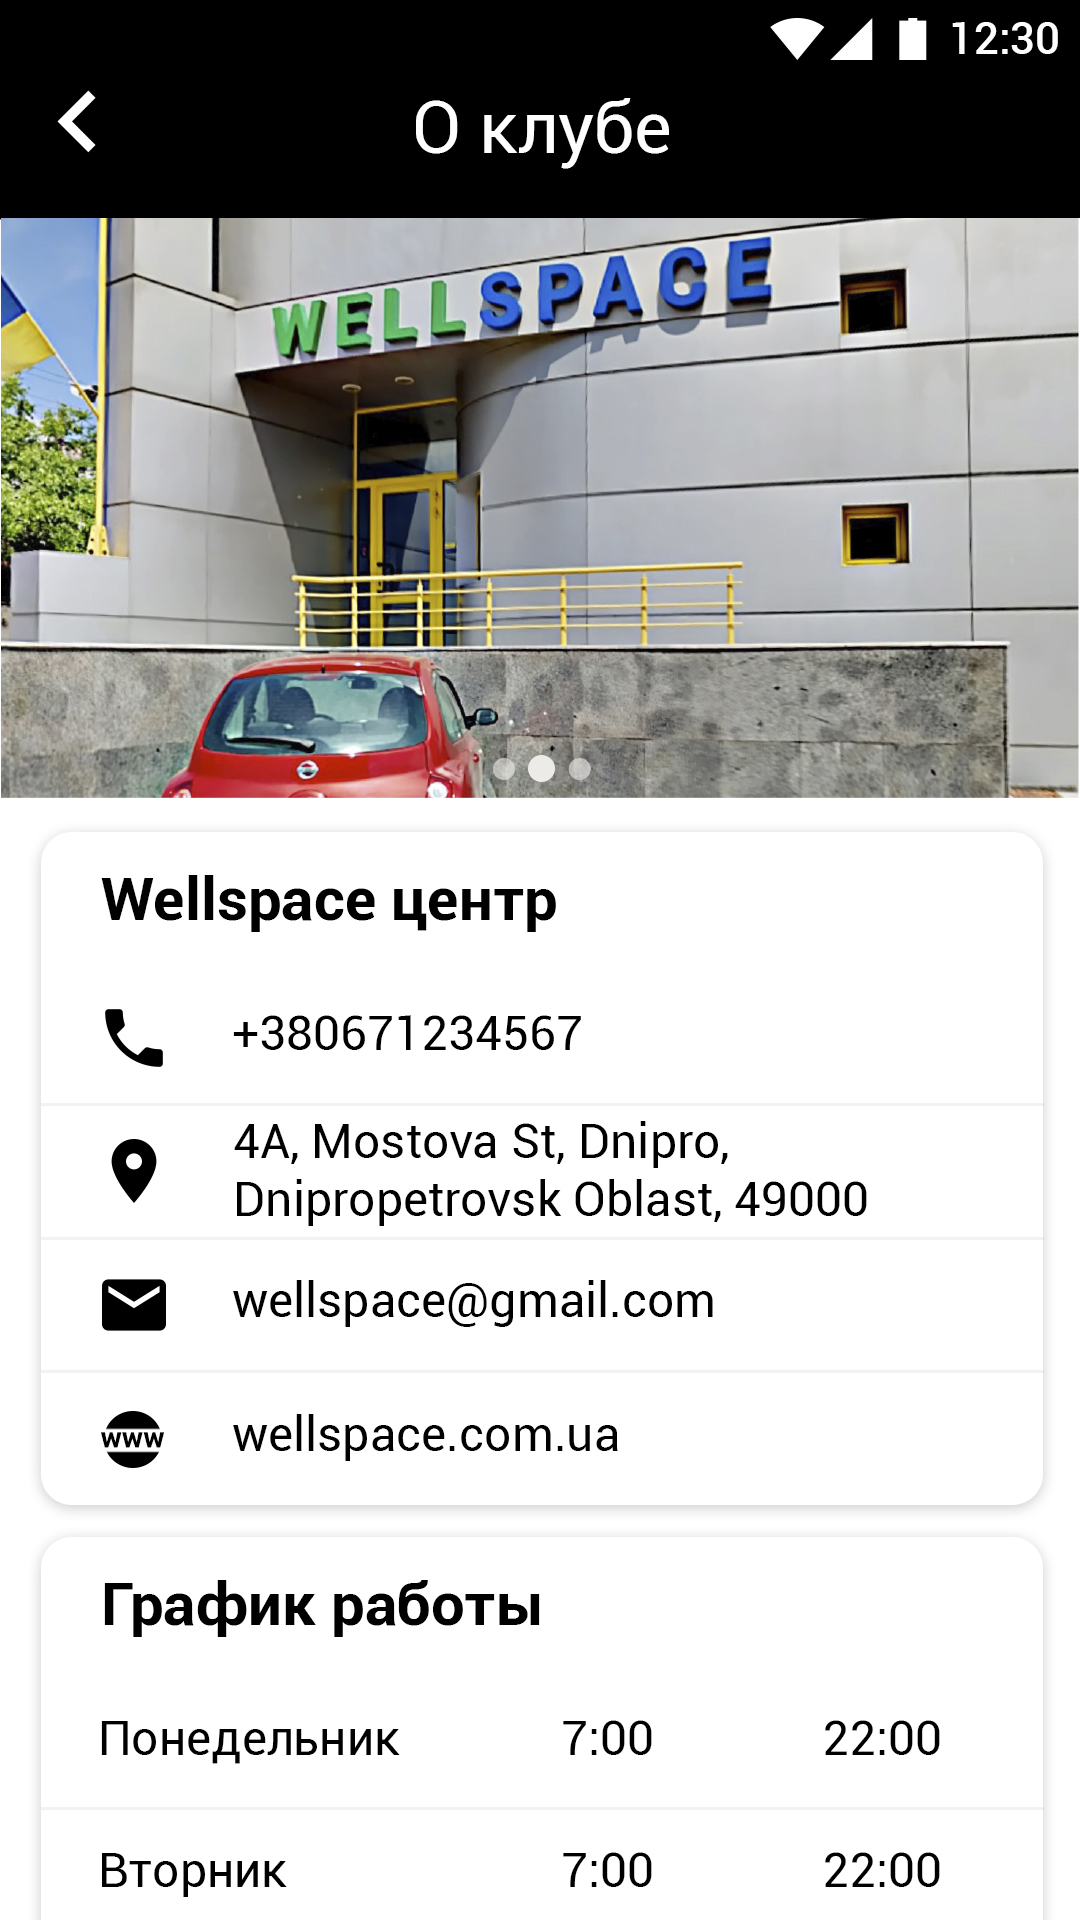 12:30
О клубе
WELLSPACE
Wellspace центр
+380671234567
4A, Mostova St, Dnipro,
Dnipropetrovsk Oblast, 49000
wellspace@gmail.com
www wellspace.com.ua
График работы
Понедельник 7:00 22:00
Вторник 7:00 22:00